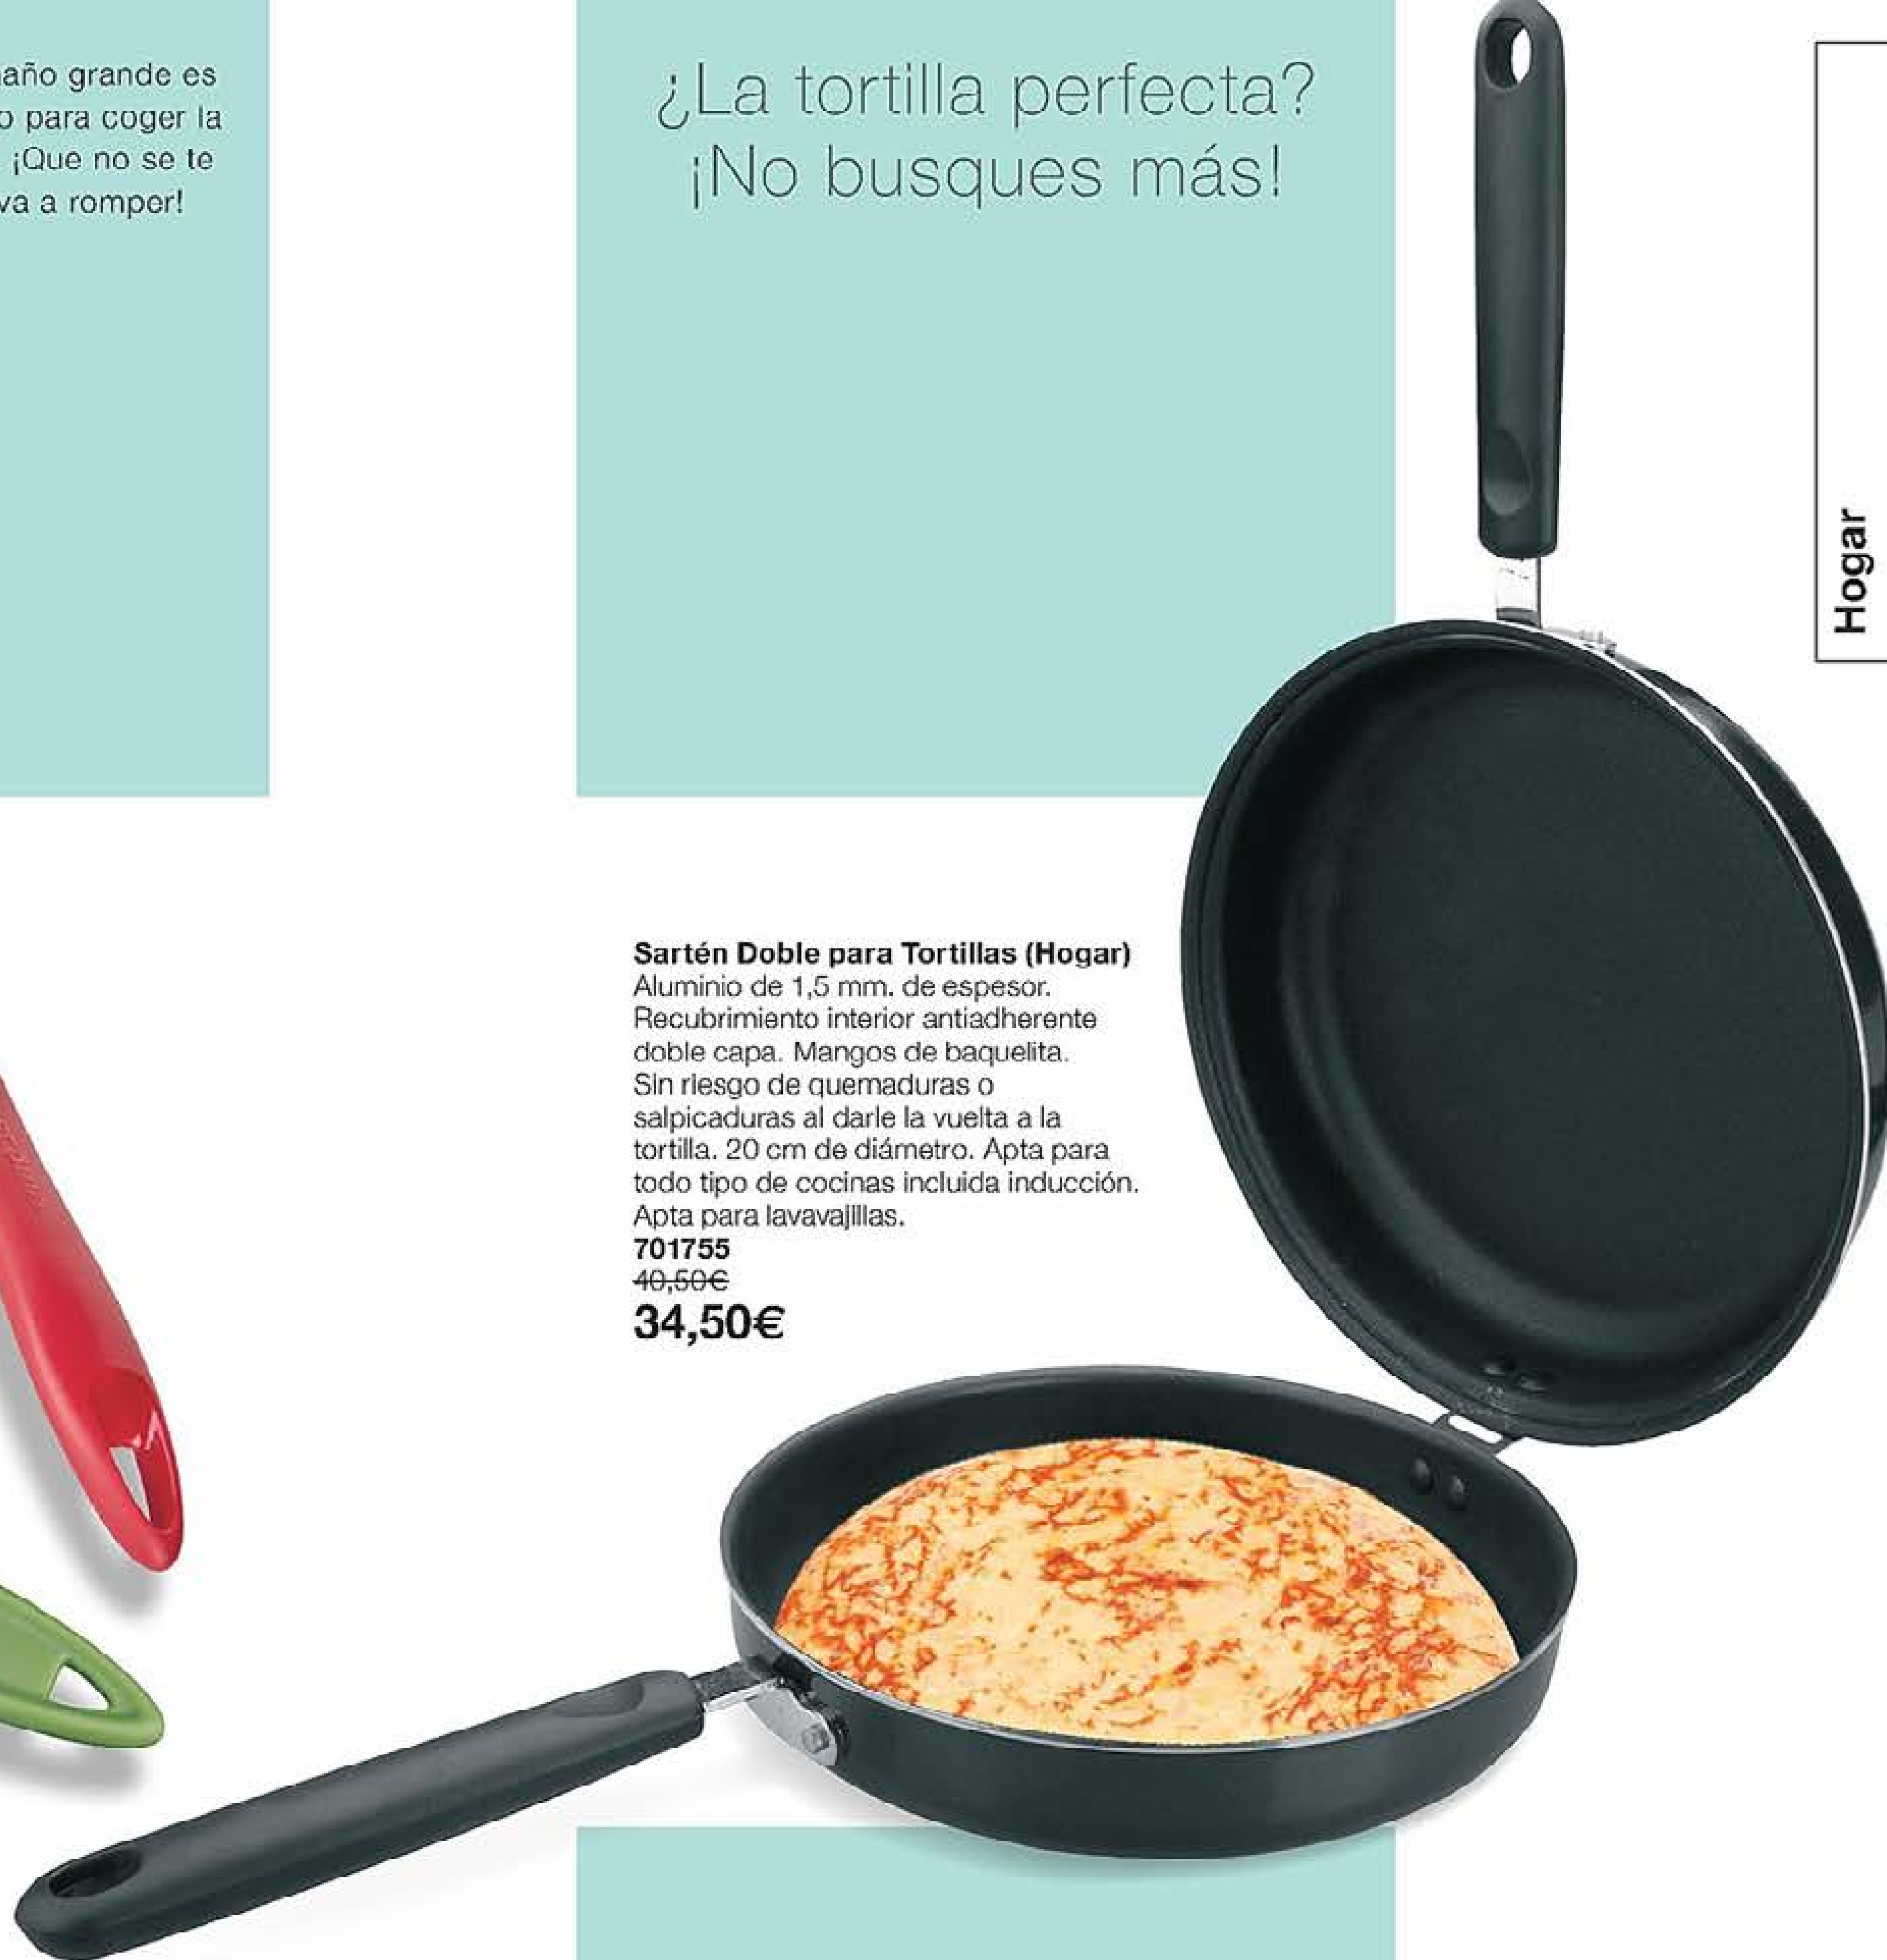 grande es
para coger la
¡Que no se te
va a romper!
¿La tortilla perfecta?
¡No busques más!
Hogar
Sartén Doble para Tortillas (Hogar)
Aluminio de 1,5 mm. de espesor.
Recubrimiento interior antiadherente
doble capa. Mangos de baquelita.
Sin riesgo de quemaduras o
salpicaduras al darle la vuelta a la
tortilla. 20 cm de diámetro. Apta para
todo tipo de cocinas incluida inducción.
Apta para lavavajillas.
701755
40,50€
34,50€